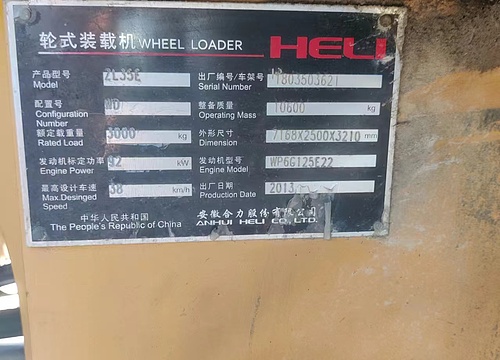 轮式装载机 WHEEL LOADER HELI
产品型号 Model ZL35E
出厂编号/车架号 Serial Number
配置号 Configuration Number
整备质量 Operating Mass 10600 kg
额定载重量 Rated Load 3000 kg
外形尺寸 Dimension 7168X2500X3210 mm
发动机标定功率 Engine Power 92 kW
发动机型号 Engine Model WP6G125E22
最高设计车速 Max.Desinged Speed 38 km/h
出厂日期 Production Date 2013
中华人民共和国 安徽合力股份有限公司
The People's Republic of China ANHUI HELI CO., LTD.